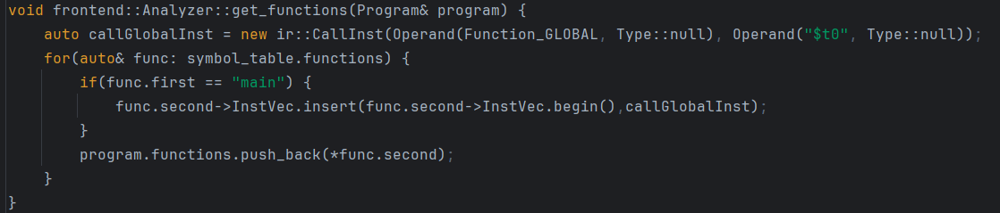 void frontend::Analyzer::get_functions(Program& program) {
    auto callGlobalInst = new ir::CallInst(Operand(Function_GLOBAL, Type::null), Operand("$t0", Type::null));
    for(auto& func: symbol_table.functions) {
        if(func.first == "main") {
            func.second->InstVec.insert(func.second->InstVec.begin(),callGlobalInst);
        }
        program.functions.push_back(*func.second);
    }
}